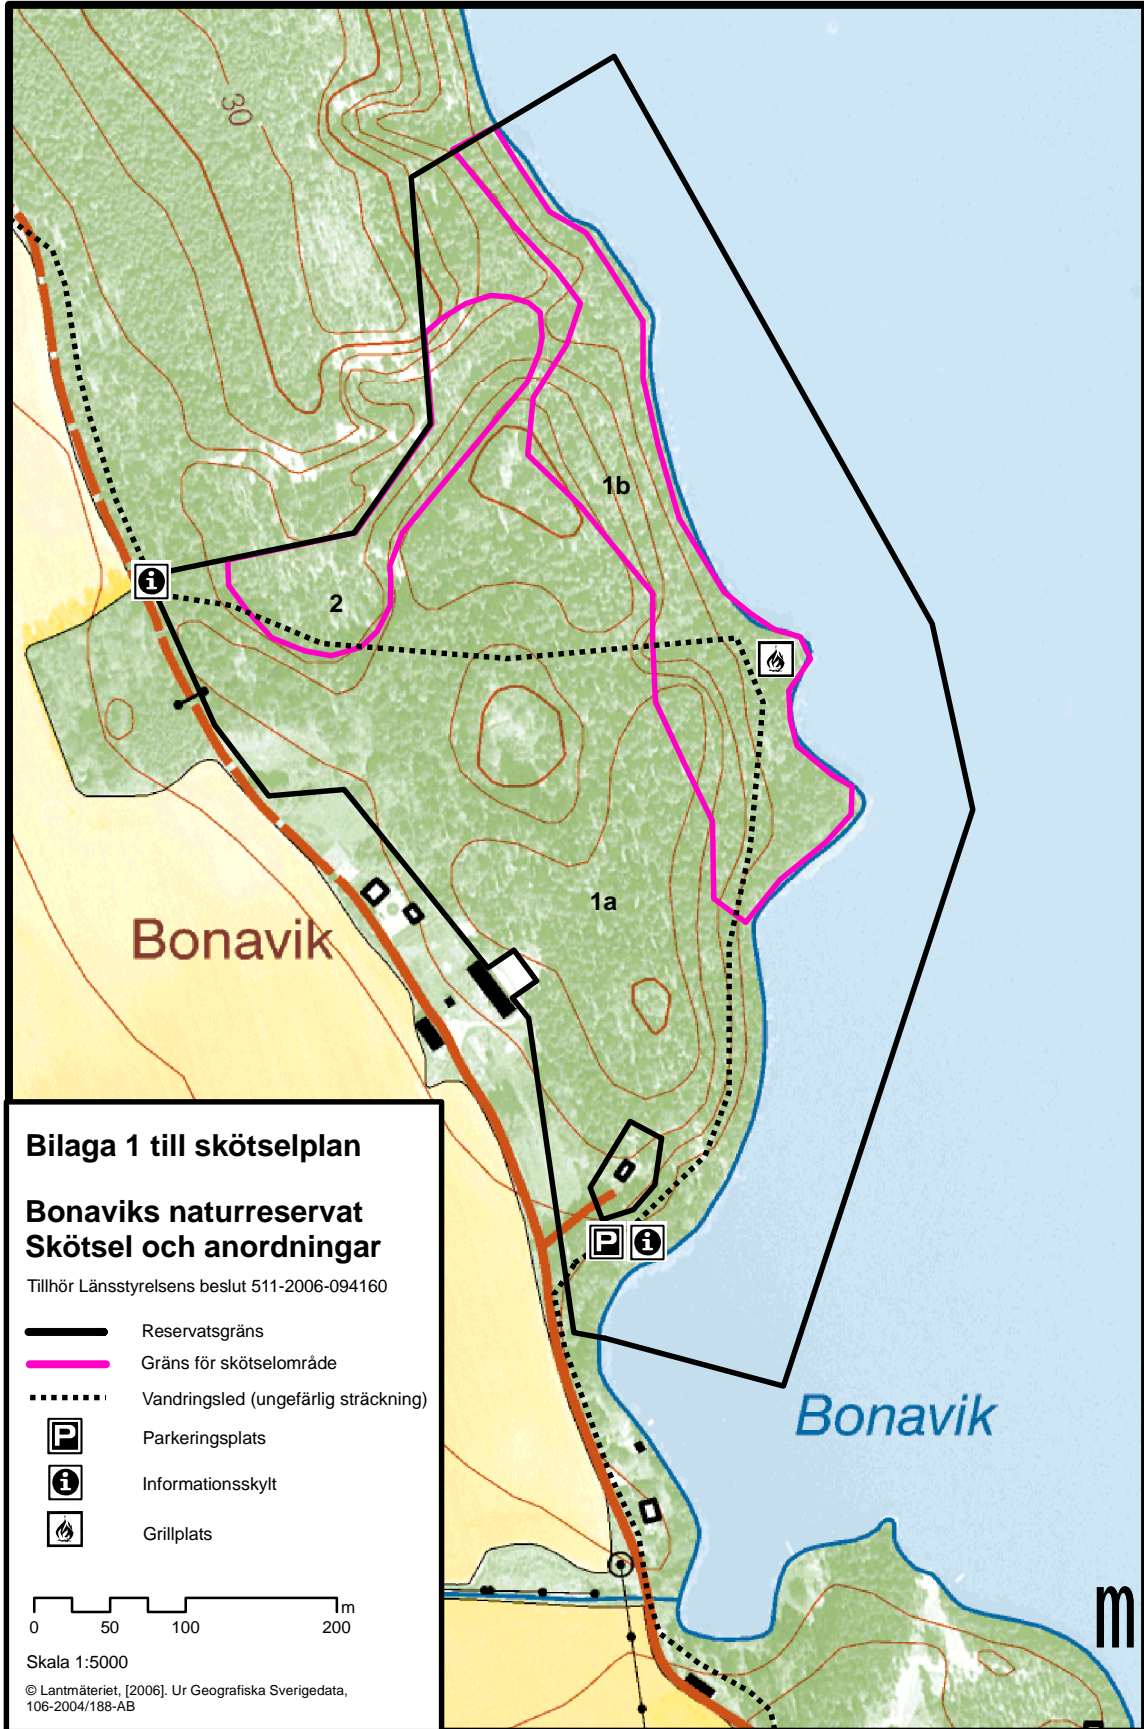 30
1b
2
1a
Bonavik
Bonavik
Bilaga 1 till skötselplan
Bonaviks naturreservat
Skötsel och anordningar
Tillhör Länsstyrelsens beslut 511-2006-094160
Reservatsgräns
Gräns för skötselområde
Vandringsled (ungefärlig sträckning)
P Parkeringsplats
i Informationsskylt
Grillplats
P i
i
m
0 50 100 200
Skala 1:5000
© Lantmäteriet, [2006]. Ur Geografiska Sverigedata,
106-2004/188-AB
m